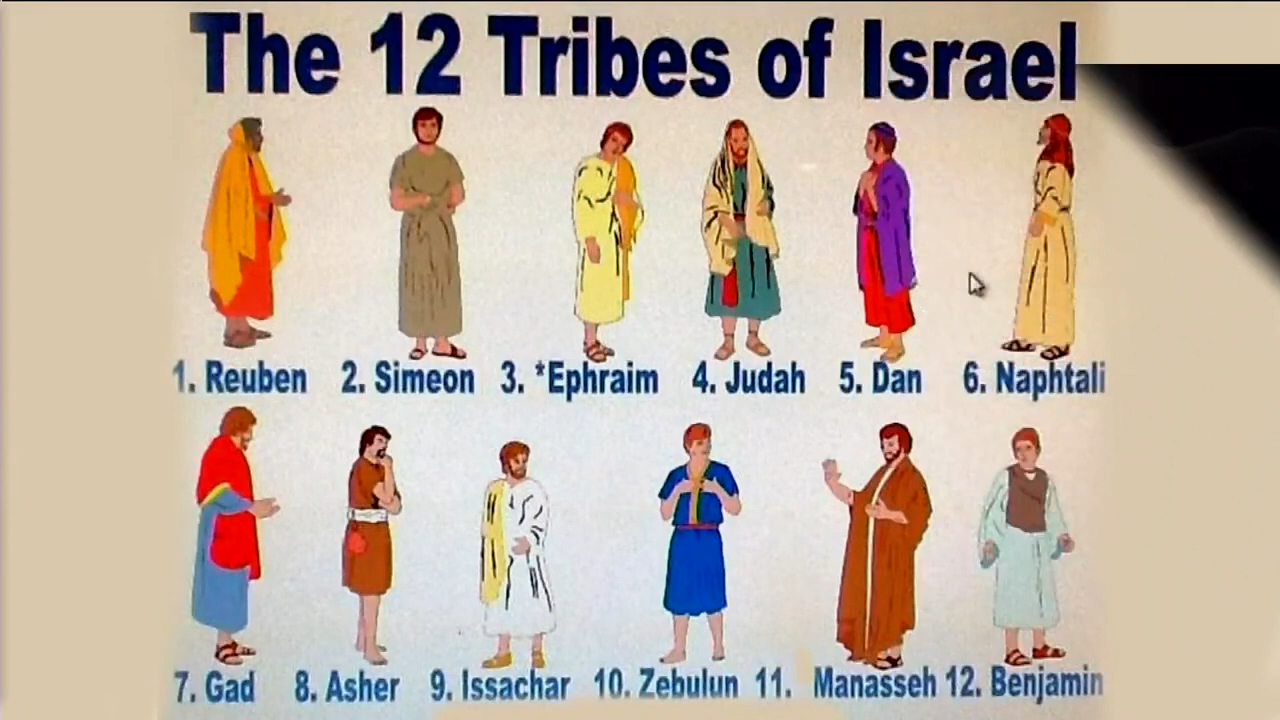 The 12 Tribes of Israel
1. Reuben 2. Simeon 3. *Ephraim 4. Judah 5. Dan 6. Naphtali
7. Gad 8. Asher 9. Issachar 10. Zebulun 11. Manasseh 12. Benjamin